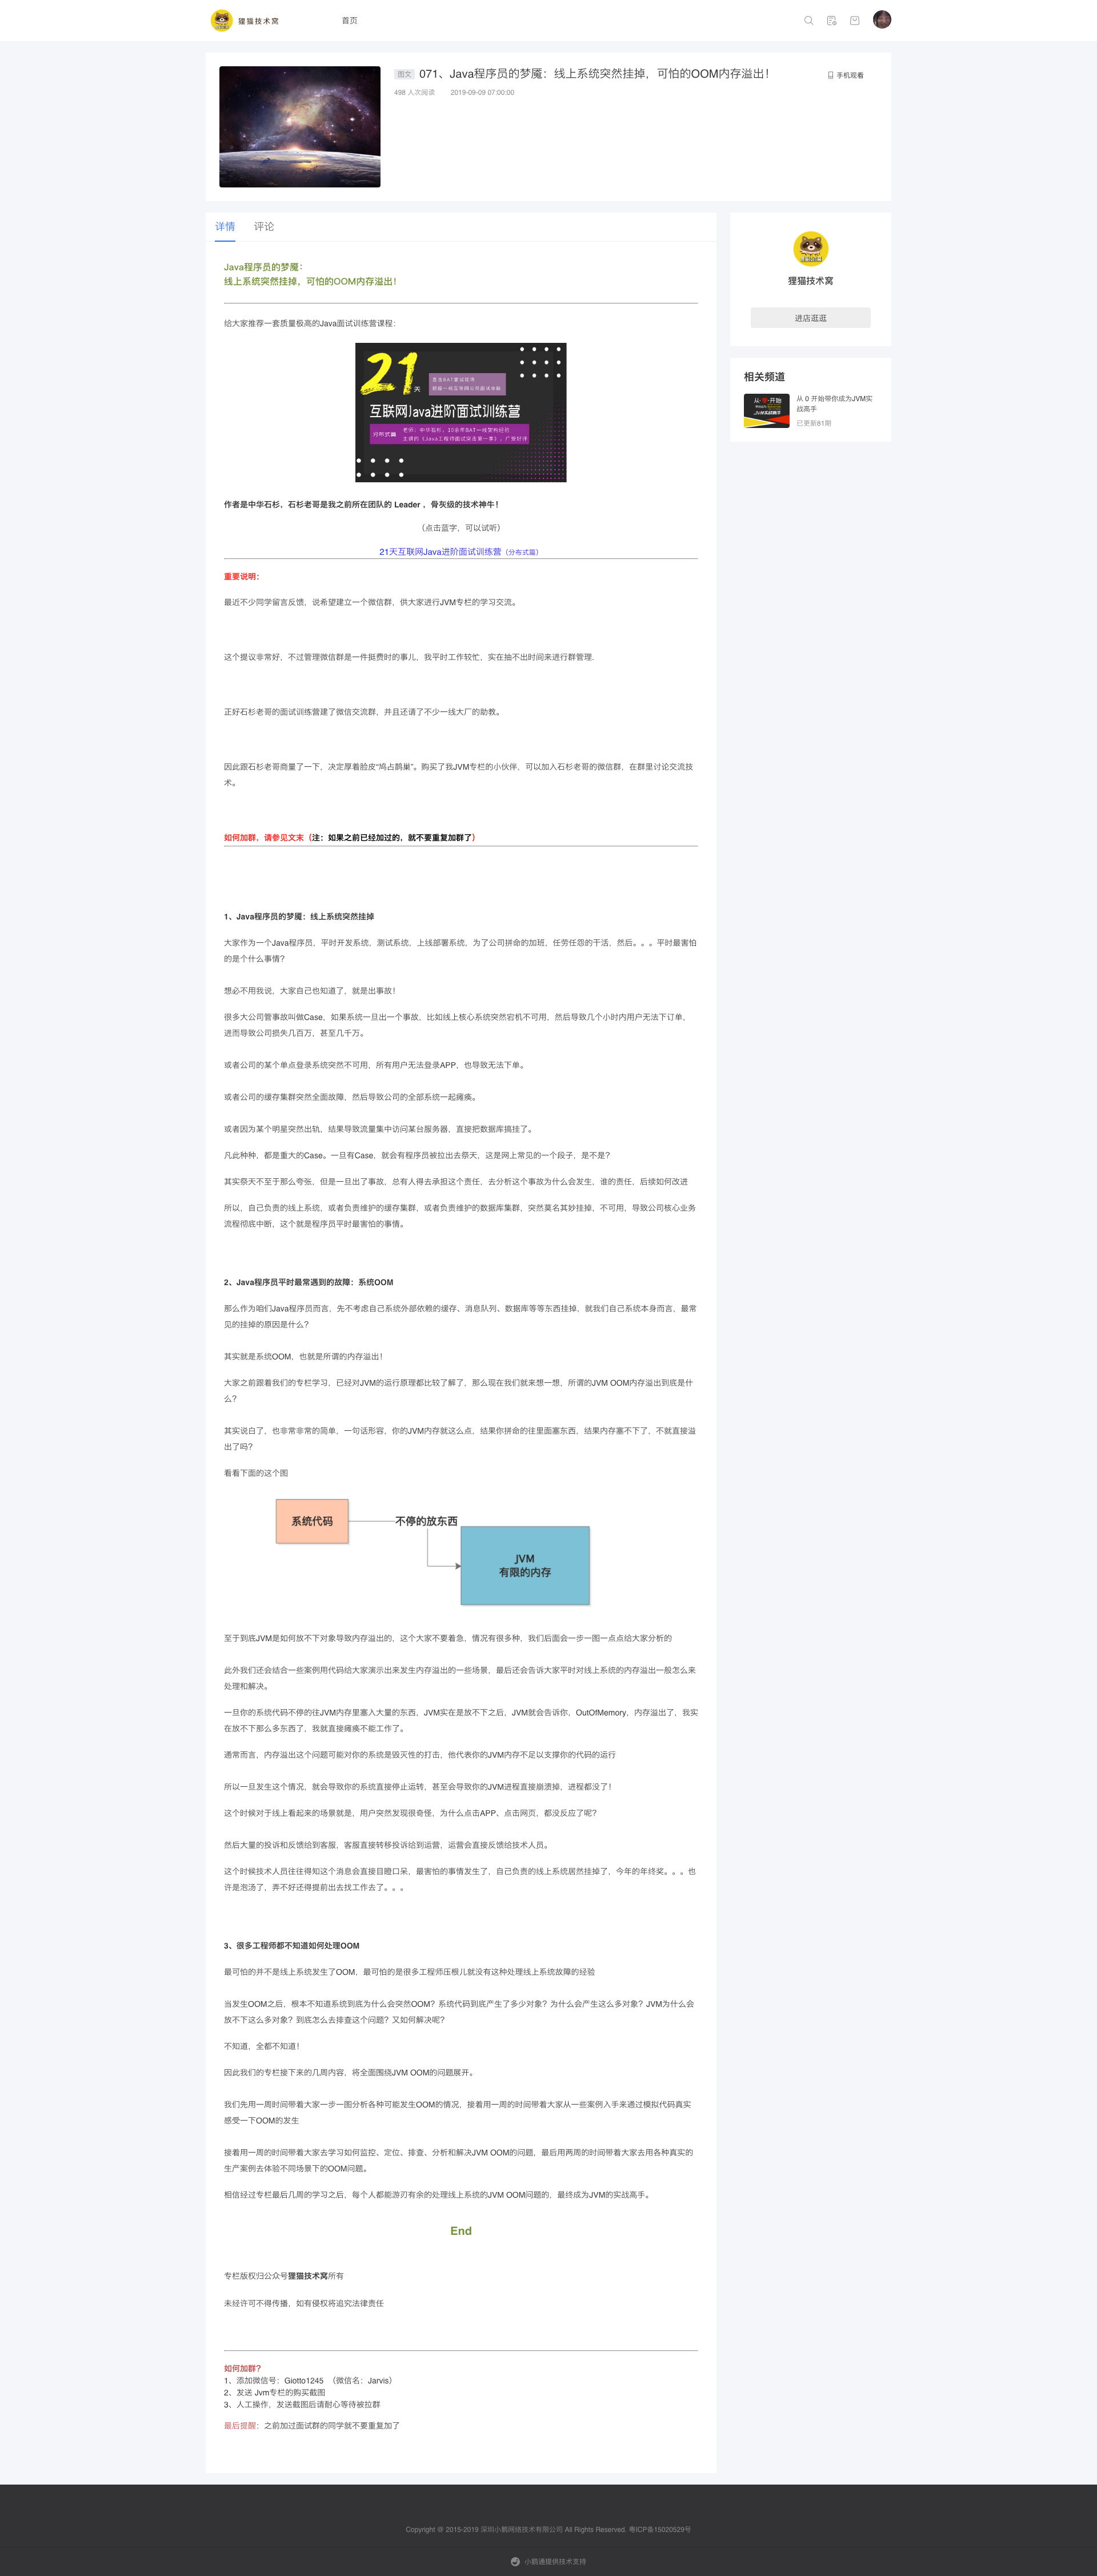 狸猫技术窝
首页
图文
071、Java程序员的梦魇：线上系统突然挂掉，可怕的OOM内存溢出！
手机观看
498 人次阅读 2019-09-09 07:00:00
详情 评论
Java程序员的梦魇：
线上系统突然挂掉，可怕的OOM内存溢出！
给大家推荐一套质量极高的Java面试训练营课程：
21天
互联网Java进阶面试训练营
作者是中华石杉，石杉老哥是我之前所在团队的 Leader ，骨灰级的技术神牛！
（点击蓝字，可以试听）
21天互联网Java进阶面试训练营（分布式篇）
重要说明：
最近不少同学留言反馈，说希望建立一个微信群，供大家进行JVM专栏的学习交流。
这个提议非常好，不过管理微信群是一件挺费时的事儿，我平时工作较忙，实在抽不出时间来进行群管理.
正好石杉老哥的面试训练营建了微信交流群，并且还请了不少一线大厂的助教。
因此跟石杉老哥商量了一下，决定厚着脸皮“鸠占鹊巢”。购买了我JVM专栏的小伙伴，可以加入石杉老哥的微信群，在群里讨论交流技
术。
如何加群，请参见文末（注：如果之前已经加过的，就不要重复加群了）
1、Java程序员的梦魇：线上系统突然挂掉
大家作为一个Java程序员，平时开发系统，测试系统，上线部署系统，为了公司拼命的加班，任劳任怨的干活，然后。。。平时最害怕
的是个什么事情？
想必不用我说，大家自己也知道了，就是出事故！
很多大公司管事故叫做Case，如果系统一旦出一个事故，比如线上核心系统突然宕机不可用，然后导致几个小时内用户无法下订单，
进而导致公司损失几百万，甚至几千万。
或者公司的某个单点登录系统突然不可用，所有用户无法登录APP，也导致无法下单。
或者公司的缓存集群突然全面故障，然后导致公司的全部系统一起瘫痪。
或者因为某个明星突然出轨，结果导致流量集中访问某台服务器，直接把数据库搞挂了。
凡此种种，都是重大的Case。一旦有Case，就会有程序员被拉出去祭天，这是网上常见的一个段子，是不是？
其实祭天不至于那么夸张，但是一旦出了事故，总有人得去承担这个责任，去分析这个事故为什么会发生，谁的责任，后续如何改进
所以，自己负责的线上系统，或者负责维护的缓存集群，或者负责维护的数据库集群，突然莫名其妙挂掉，不可用，导致公司核心业务
流程彻底中断，这个就是程序员平时最害怕的事情。
2、Java程序员平时最常遇到的故障：系统OOM
那么作为咱们Java程序员而言，先不考虑自己系统外部依赖的缓存、消息队列、数据库等等东西挂掉，就我们自己系统本身而言，最常
见的挂掉的原因是什么？
其实就是系统OOM，也就是所谓的内存溢出！
大家之前跟着我们的专栏学习，已经对JVM的运行原理都比较了解了，那么现在我们就来想一想，所谓的JVM OOM内存溢出到底是什
么？
其实说白了，也非常非常的简单，一句话形容，你的JVM内存就这么点，结果你拼命的往里面塞东西，结果内存塞不下了，不就直接溢
出了吗？
看看下面的这个图
系统代码
不停的放东西
JVM
有限的内存
至于到底JVM是如何放不下对象导致内存溢出的，这个大家不要着急，情况有很多种，我们后面会一步一图一点点给大家分析的
此外我们还会结合一些案例用代码给大家演示出来发生内存溢出的一些场景，最后还会告诉大家平时对线上系统的内存溢出一般怎么来
处理和解决。
一旦你的系统代码不停的往JVM内存里塞入大量的东西，JVM实在是放不下之后，JVM就会告诉你，OutOfMemory，内存溢出了，我实
在放不下那么多东西了，我就直接瘫痪不能工作了。
通常而言，内存溢出这个问题可能对你的系统是毁灭性的打击，他代表你的JVM内存不足以支撑你的代码的运行
所以一旦发生这个情况，就会导致你的系统直接停止运转，甚至会导致你的JVM进程直接崩溃掉，进程都没了！
这个时候对于线上看起来的场景就是，用户突然发现很奇怪，为什么点击APP、点击网页，都没反应了呢？
然后大量的投诉和反馈给到客服，客服直接转移投诉给到运营，运营会直接反馈给技术人员。
这个时候技术人员往往得知这个消息会直接目瞪口呆，最害怕的事情发生了，自己负责的线上系统居然挂掉了，今年的年终奖。。。也
许是泡汤了，弄不好还得提前出去找工作去了。。。
3、很多工程师都不知道如何处理OOM
最可怕的并不是线上系统发生了OOM，最可怕的是很多工程师压根儿就没有这种处理线上系统故障的经验
当发生OOM之后，根本不知道系统到底为什么会突然OOM？系统代码到底产生了多少对象？为什么会产生这么多对象？JVM为什么会
放不下这么多对象？到底怎么去排查这个问题？又如何解决呢？
不知道，全都不知道！
因此我们的专栏接下来的几周内容，将全面围绕JVM OOM的问题展开。
我们先用一周时间带着大家一步一图分析各种可能发生OOM的情况，接着用一周的时间带着大家从一些案例入手来通过模拟代码真实
感受一下OOM的发生
接着用一周的时间带着大家去学习如何监控、定位、排查、分析和解决JVM OOM的问题，最后用两周的时间带着大家去用各种真实的
生产案例去体验不同场景下的OOM问题。
相信经过专栏最后几周的学习之后，每个人都能游刃有余的处理线上系统的JVM OOM问题的，最终成为JVM的实战高手。
End
专栏版权归公众号狸猫技术窝所有
未经许可不得传播，如有侵权将追究法律责任
如何加群？
1、添加微信号：Giotto1245 （微信名：Jarvis）
2、发送 Jvm专栏的购买截图
3、人工操作，发送截图后请耐心等待被拉群
最后提醒：之前加过面试群的同学就不要重复加了
狸猫技术窝
进店逛逛
相关频道
从 0 开始带你成为JVM实
战高手
已更新81期
Copyright @ 2015-2019 深圳小鹅网络技术有限公司 All Rights Reserved. 粤ICP备15020529号
小鹅通提供技术支持